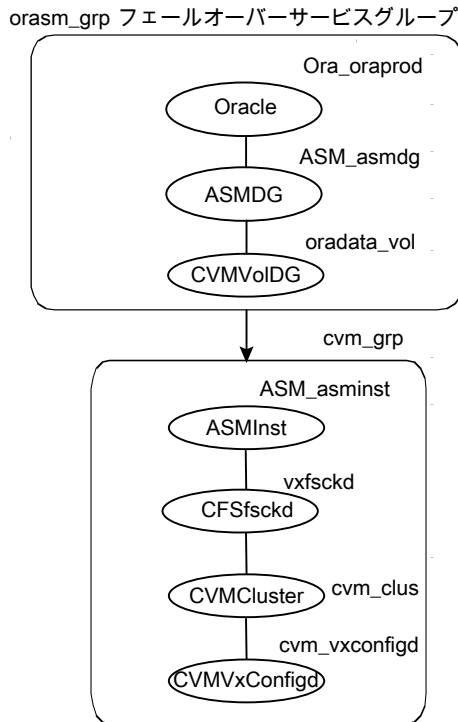 orasm_grp フェールオーバーサービスグループ
Ora_oraprod
Oracle
ASM_asmdg
ASMDG
oradata_vol
CVMVolDG
cvm_grp
ASM_asminst
ASMInst
vxfsckd
CFSfsckd
CVMCluster
cvm_clus
cvm_vxconfigd
CVMVxConfigd